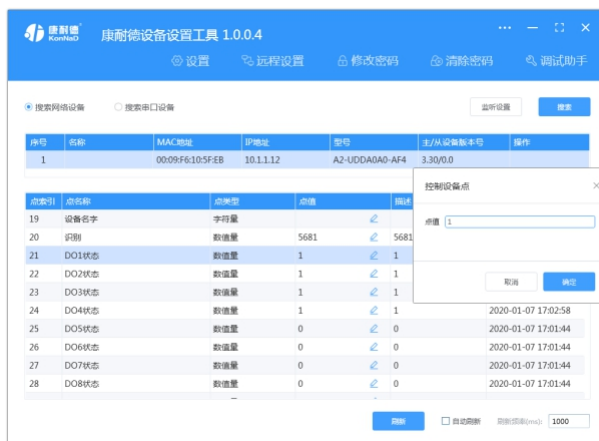 康耐德
KonNaD
康耐德设备设置工具 1.0.0.4
设置 远程设置 修改密码 清除密码 调试助手
搜索网络设备 搜索串口设备 监听设置 搜索
序号 名称 MAC地址 IP地址 型号 主/从设备版本号 操作
1 00:09:F6:10:5F:EB 10.1.1.12 A2-UDDA0A0-AF4 3.30/0.0
控制设备点
点值 1
取消 确定
点索引 点名称 点类型 点值 描述
19 设备名字 字符量
20 识别 数值量 5681 5681
21 DO1状态 数值量 1 1
22 DO2状态 数值量 1 1
23 DO3状态 数值量 1 1
24 DO4状态 数值量 1 1 2020-01-07 17:02:58
25 DO5状态 数值量 0 0 2020-01-07 17:01:44
26 DO6状态 数值量 0 0 2020-01-07 17:01:44
27 DO7状态 数值量 0 0 2020-01-07 17:01:44
28 DO8状态 数值量 0 0 2020-01-07 17:01:44
刷新 自动刷新 刷新频率(ms): 1000